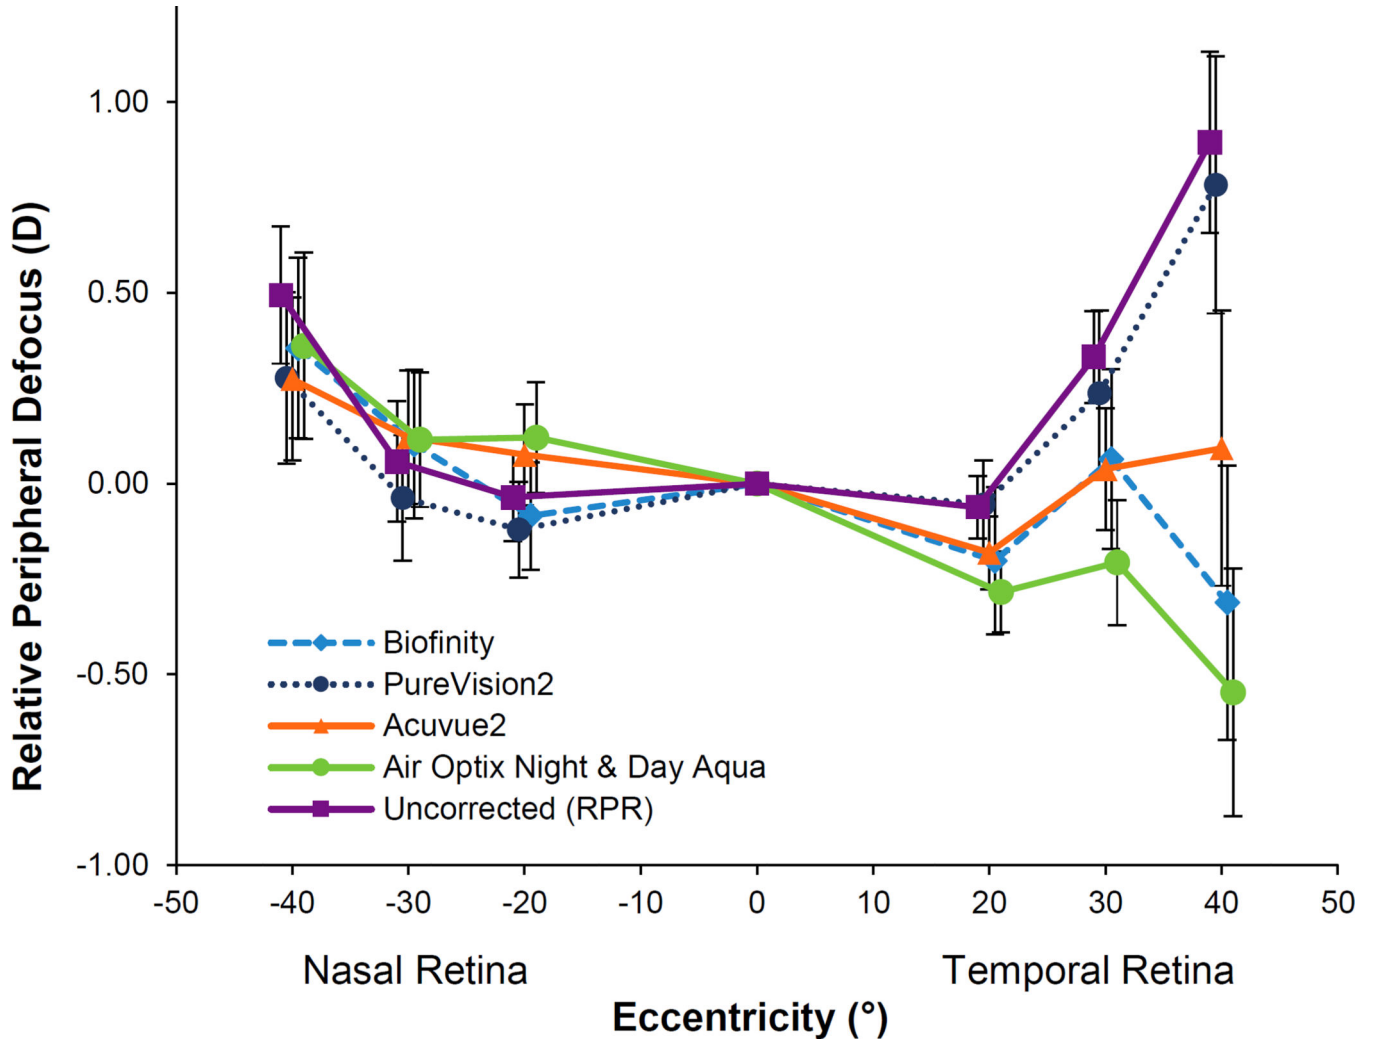 Relative Peripheral Defocus (D)
1.00
0.50
0.00
-0.50
-1.00
Biofinity
PureVision2
Acuvue2
Air Optix Night & Day Aqua
Uncorrected (RPR)
-50 -40 -30 -20 -10 0 10 20 30 40 50
Nasal Retina Temporal Retina
Eccentricity (°)